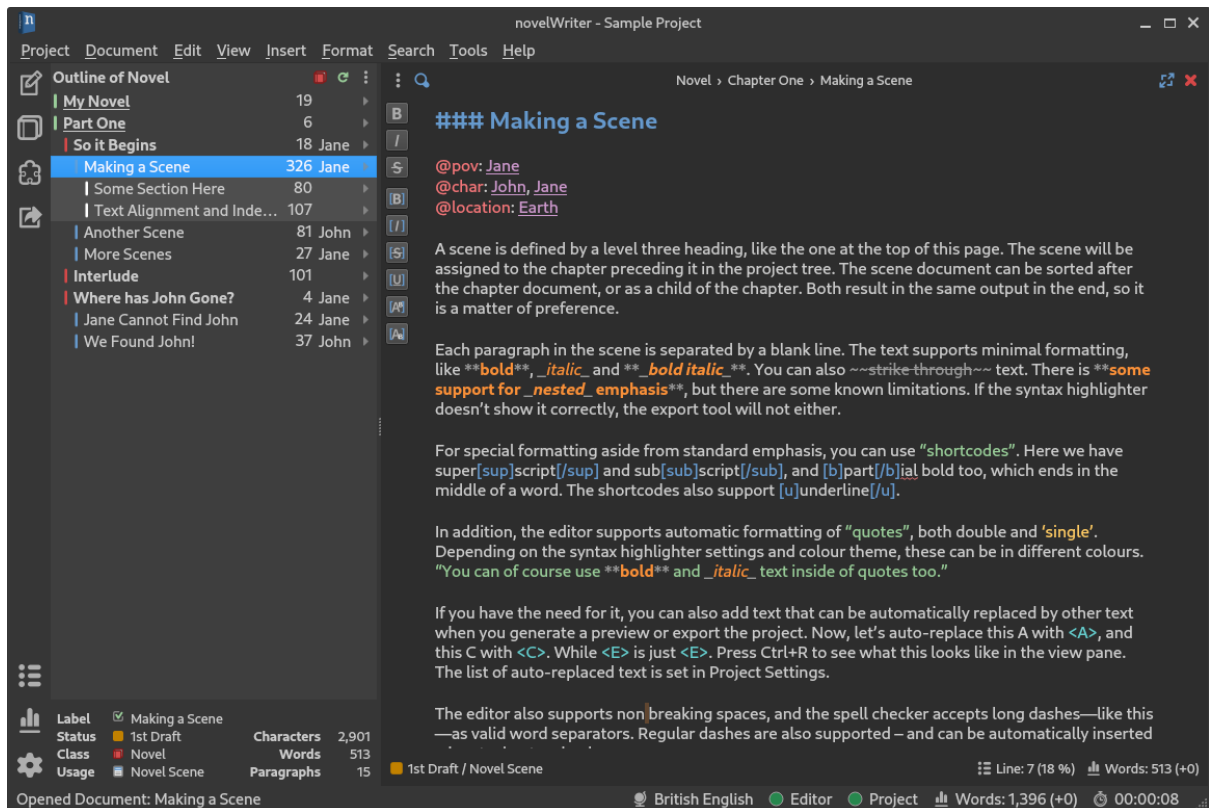 novelWriter - Sample Project
Project Document Edit View Insert Format Search Tools Help
Outline of Novel
My Novel 19
Part One 6
So it Begins 18 Jane
Making a Scene 326 Jane
Some Section Here 80
Text Alignment and Inde... 107
Another Scene 81 John
More Scenes 27 Jane
Interlude 101
Where has John Gone? 4 Jane
Jane Cannot Find John 24 Jane
We Found John! 37 John
Label Making a Scene
Status 1st Draft Characters 2,901
Class Novel Words 513
Usage Novel Scene Paragraphs 15
Novel › Chapter One › Making a Scene
B
I
S
[B]
[I]
[S]
[U]
[A]
[A]
### Making a Scene
@pov: Jane
@char: John, Jane
@location: Earth
A scene is defined by a level three heading, like the one at the top of this page. The scene will be
assigned to the chapter preceding it in the project tree. The scene document can be sorted after
the chapter document, or as a child of the chapter. Both result in the same output in the end, so it
is a matter of preference.
Each paragraph in the scene is separated by a blank line. The text supports minimal formatting,
like **bold**, _italic_ and **_bold italic_**. You can also ~~strike through~~ text. There is **some
support for _nested_ emphasis**, but there are some known limitations. If the syntax highlighter
doesn’t show it correctly, the export tool will not either.
For special formatting aside from standard emphasis, you can use “shortcodes”. Here we have
super[sup]script[/sup] and sub[sub]script[/sub], and [b]part[/b]ial bold too, which ends in the
middle of a word. The shortcodes also support [u]underline[/u].
In addition, the editor supports automatic formatting of “quotes”, both double and ‘single’.
Depending on the syntax highlighter settings and colour theme, these can be in different colours.
“You can of course use **bold** and _italic_ text inside of quotes too.”
If you have the need for it, you can also add text that can be automatically replaced by other text
when you generate a preview or export the project. Now, let’s auto-replace this A with <A>, and
this C with <C>. While <E> is just <E>. Press Ctrl+R to see what this looks like in the view pane.
The list of auto-replaced text is set in Project Settings.
The editor also supports non breaking spaces, and the spell checker accepts long dashes—like this
—as valid word separators. Regular dashes are also supported – and can be automatically inserted
1st Draft / Novel Scene Line: 7 (18 %) Words: 513 (+0)
Opened Document: Making a Scene British English Editor Project Words: 1,396 (+0) 00:00:08